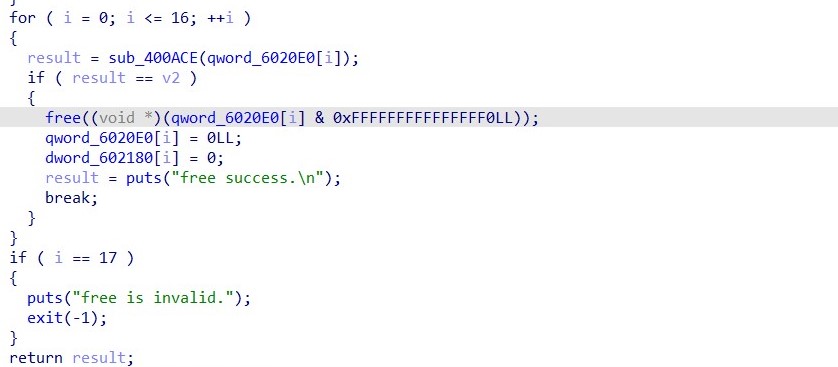 }
for ( i = 0; i <= 16; ++i )
{
result = sub_400ACE(qword_6020E0[i]);
if ( result == v2 )
{
free((void *)(qword_6020E0[i] & 0xFFFFFFFFFFFFFFF0LL));
qword_6020E0[i] = 0LL;
dword_602180[i] = 0;
result = puts("free success.\n");
break;
}
}
if ( i == 17 )
{
puts("free is invalid.");
exit(-1);
}
return result;